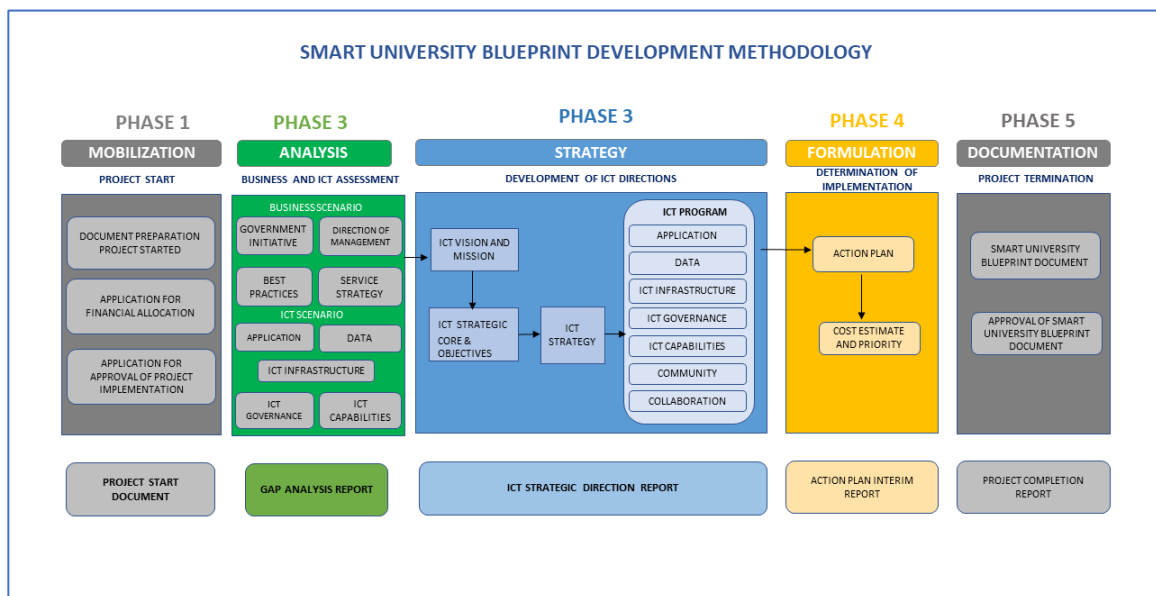 SMART UNIVERSITY BLUEPRINT DEVELOPMENT METHODOLOGY
PHASE 1
MOBILIZATION
PROJECT START
DOCUMENT PREPARATION
PROJECT STARTED
APPLICATION FOR
FINANCIAL ALLOCATION
APPLICATION FOR
APPROVAL OF PROJECT
IMPLEMENTATION
PROJECT START
DOCUMENT
PHASE 3
ANALYSIS
BUSINESS AND ICT ASSESSMENT
BUSINESS SCENARIO
GOVERNMENT
INITIATIVE
DIRECTION OF
MANAGEMENT
BEST
PRACTICES
SERVICE
STRATEGY
ICT SCENARIO
APPLICATION
DATA
ICT INFRASTRUCTURE
ICT
GOVERNANCE
ICT
CAPABILITIES
GAP ANALYSIS REPORT
PHASE 3
STRATEGY
DEVELOPMENT OF ICT DIRECTIONS
ICT VISION AND
MISSION
ICT STRATEGIC
CORE &
OBJECTIVES
ICT
STRATEGY
ICT PROGRAM
APPLICATION
DATA
ICT INFRASTRUCTURE
ICT GOVERNANCE
ICT CAPABILITIES
COMMUNITY
COLLABORATION
ICT STRATEGIC DIRECTION REPORT
PHASE 4
FORMULATION
DETERMINATION OF
IMPLEMENTATION
ACTION PLAN
COST ESTIMATE
AND PRIORITY
ACTION PLAN INTERIM
REPORT
PHASE 5
DOCUMENTATION
PROJECT TERMINATION
SMART UNIVERSITY
BLUEPRINT DOCUMENT
APPROVAL OF SMART
UNIVERSITY BLUEPRINT
DOCUMENT
PROJECT COMPLETION
REPORT